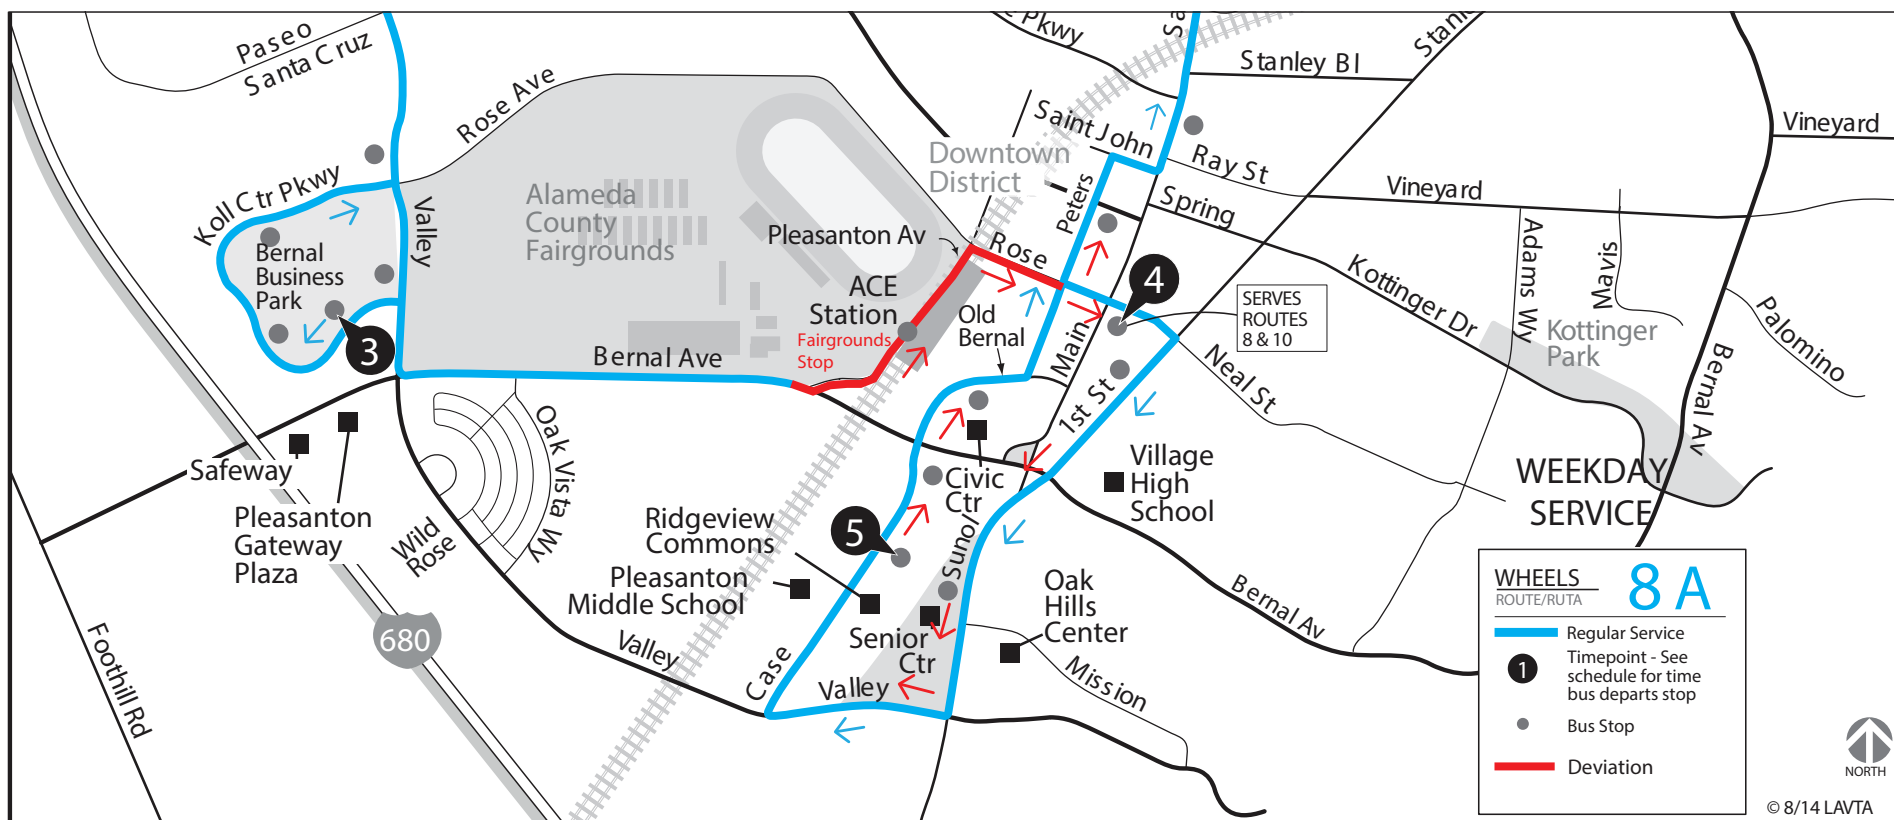 Paseo
Santa Cruz
Rose Ave
Pkwy
Sa
Stanley Bl
Stanl
Vineyard
Saint John
Ray St
Vineyard
Downtown
District
Koll Ctr Pkwy
Valley
Alameda
County
Fairgrounds
Pleasanton Av
Peters
Spring
Rose
Adams Wy
Mavis
Bernal
Business
Park
3
ACE
Station
Fairgrounds
Stop
Old
Bernal
4
SERVES
ROUTES
8 & 10
Main
Kottinger Dr
Kottinger
Park
Palomino
Bernal Av
Bernal Ave
Neal St
1st St
Oak Vista Wy
Safeway
Pleasanton
Gateway
Plaza
Wild
Rose
Civic
Ctr
Village
High
School
WEEKDAY
SERVICE
Ridgeview
Commons
5
Sunol
Pleasanton
Middle School
Oak
Hills
Center
Bernal Av
680
Foothill Rd
Valley
Case
Senior
Ctr
Valley
Mission
WHEELS
ROUTE/RUTA
8 A
Regular Service
1
Timepoint - See
schedule for time
bus departs stop
Bus Stop
Deviation
NORTH
© 8/14 LAVTA